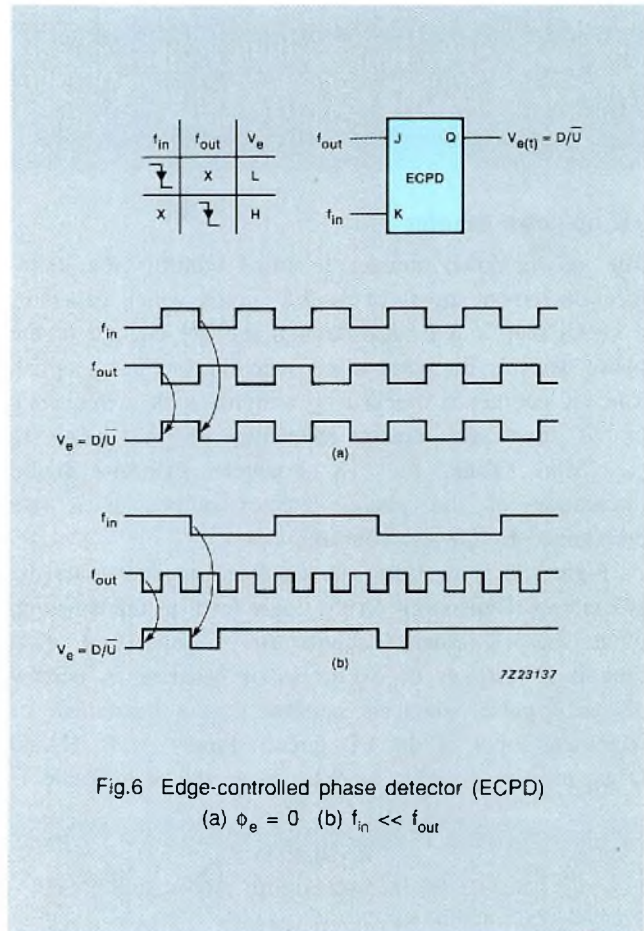 f_in f_out V_e
X L
X H
f_out J Q V_e(t) = D/U̅
ECPD
f_in K
f_in
f_out
V_e = D/U̅
(a)
f_in
f_out
V_e = D/U̅
(b)
7Z23137
Fig.6 Edge-controlled phase detector (ECPD)
(a) ϕ_e = 0 (b) f_in << f_out